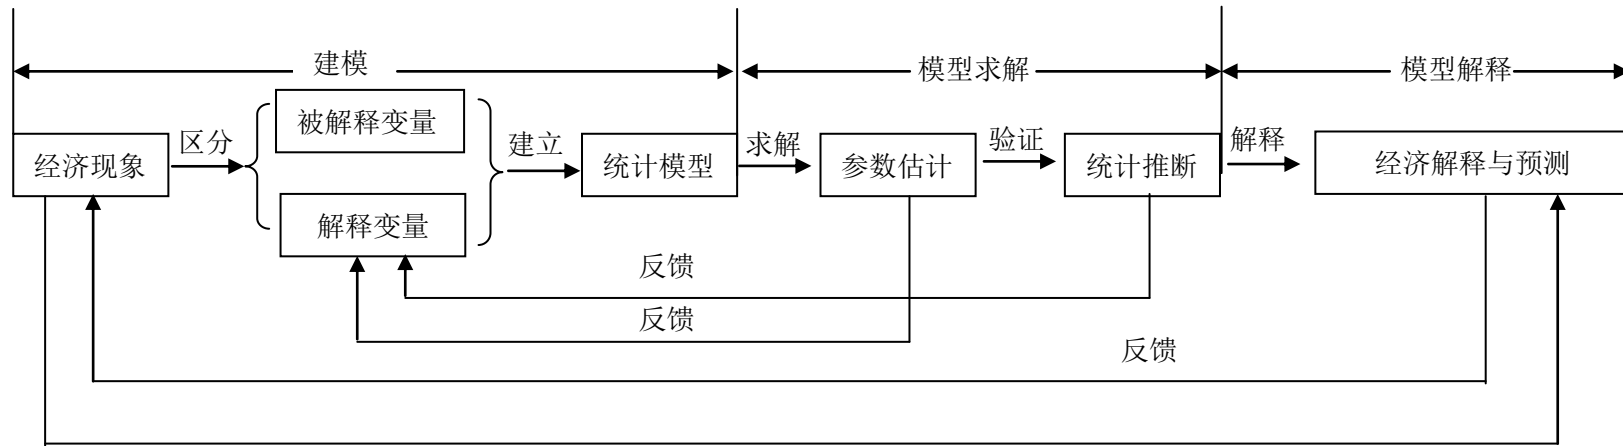 建模
模型求解
模型解释
经济现象
区分
被解释变量
解释变量
建立
统计模型
求解
参数估计
验证
统计推断
解释
经济解释与预测
反馈
反馈
反馈